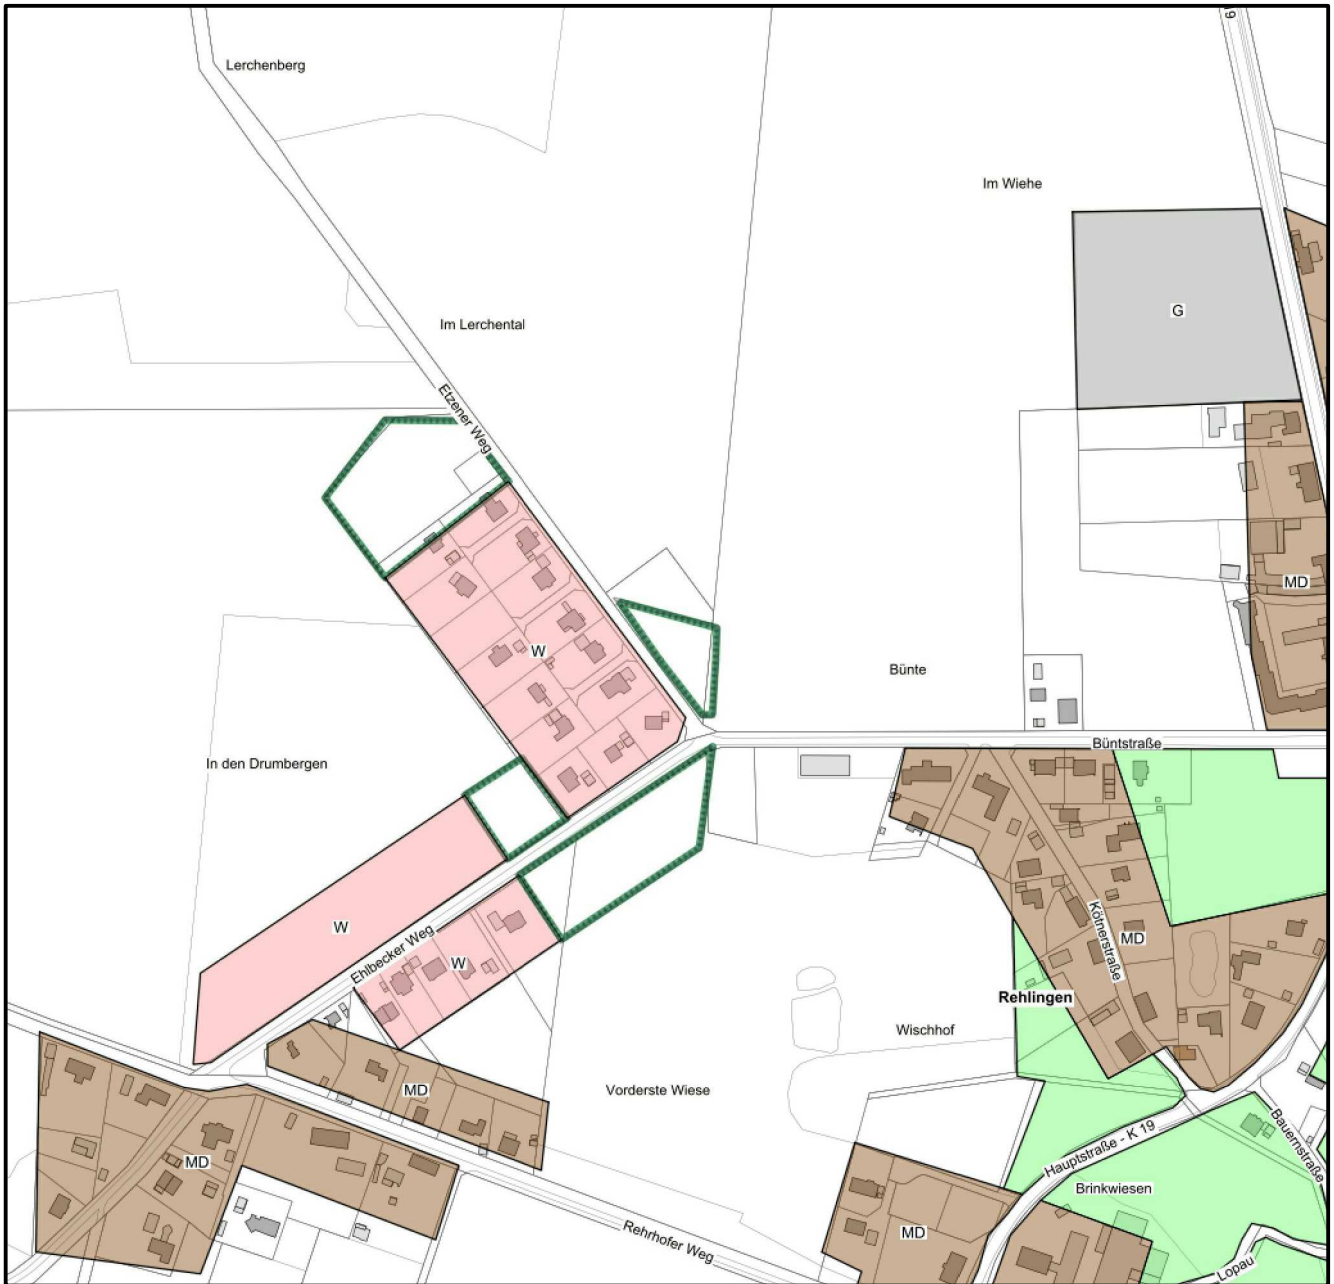 9
Lerchenberg
Im Wiehe
G
Im Lerchental
Etzener Weg
MD
W
Bünte
Büntstraße
In den Drumbergen
W
Ehlbecker Weg
W
Kötnerstraße
MD
Rehlingen
Wischhof
MD
Vorderste Wiese
Hauptstraße - K 19
Bauernstraße
MD
Brinkwiesen
MD
Rehrhofer Weg
Lopau